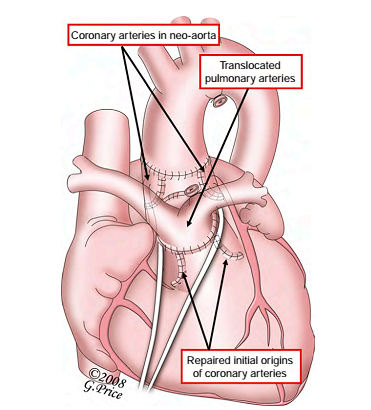 Coronary arteries in neo-aorta
Translocated
pulmonary arteries
Repaired initial origins
of coronary arteries
©2008
G.Price